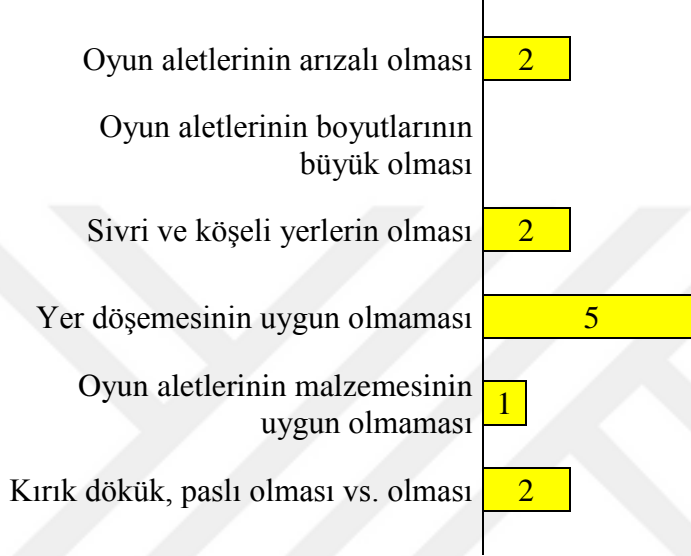 Oyun aletlerinin arızalı olması 2
Oyun aletlerinin boyutlarının
büyük olması
Sivri ve köşeli yerlerin olması 2
Yer döşemesinin uygun olmaması 5
Oyun aletlerinin malzemesinin
uygun olmaması
1
Kırık dökük, paslı olması vs. olması 2